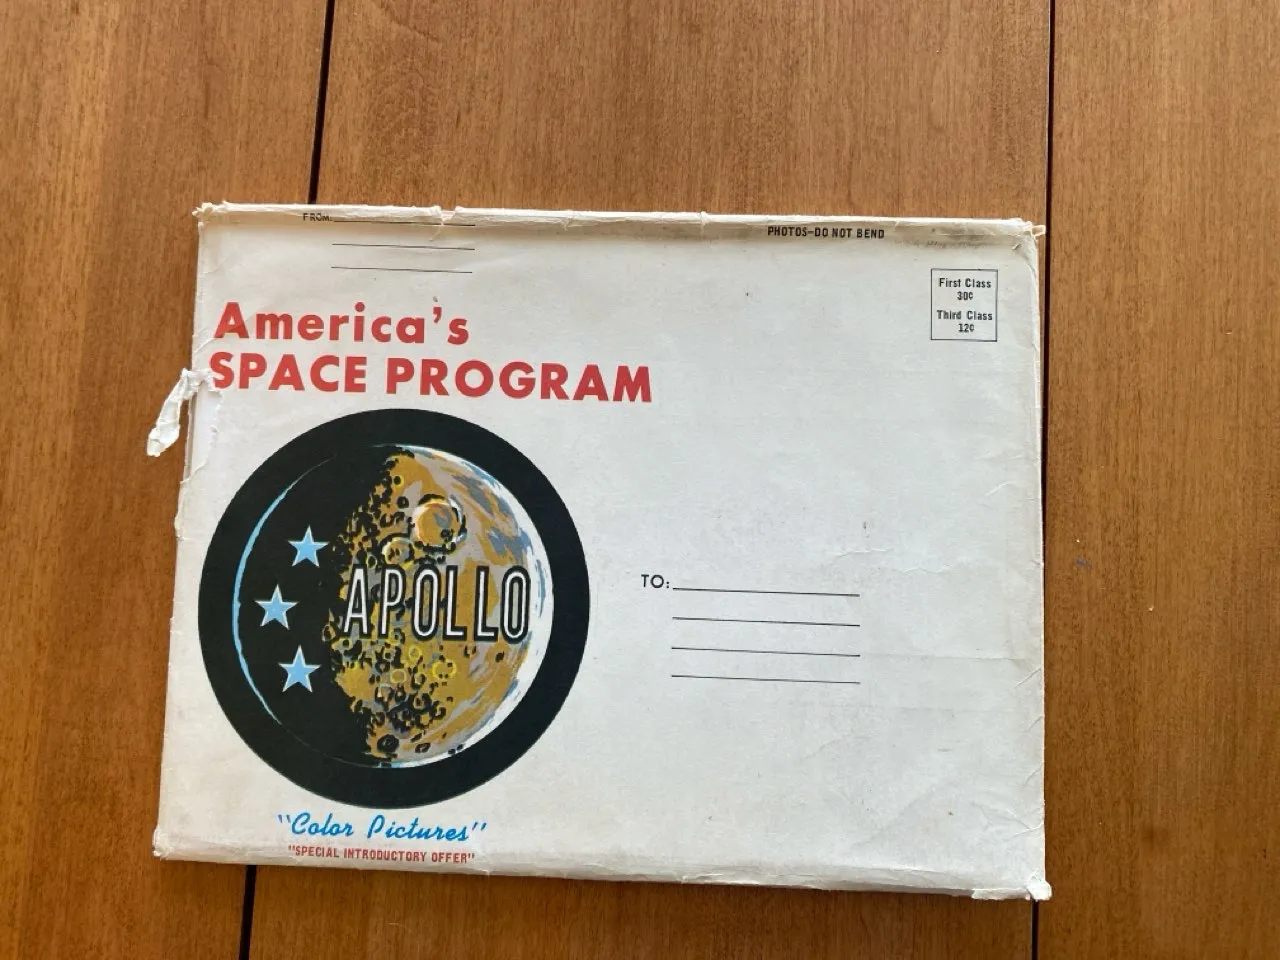 FROM:
PHOTOS-DO NOT BEND
First Class
30¢
Third Class
12¢
America's
SPACE PROGRAM
APOLLO
TO:
"Color Pictures"
"SPECIAL INTRODUCTORY OFFER"